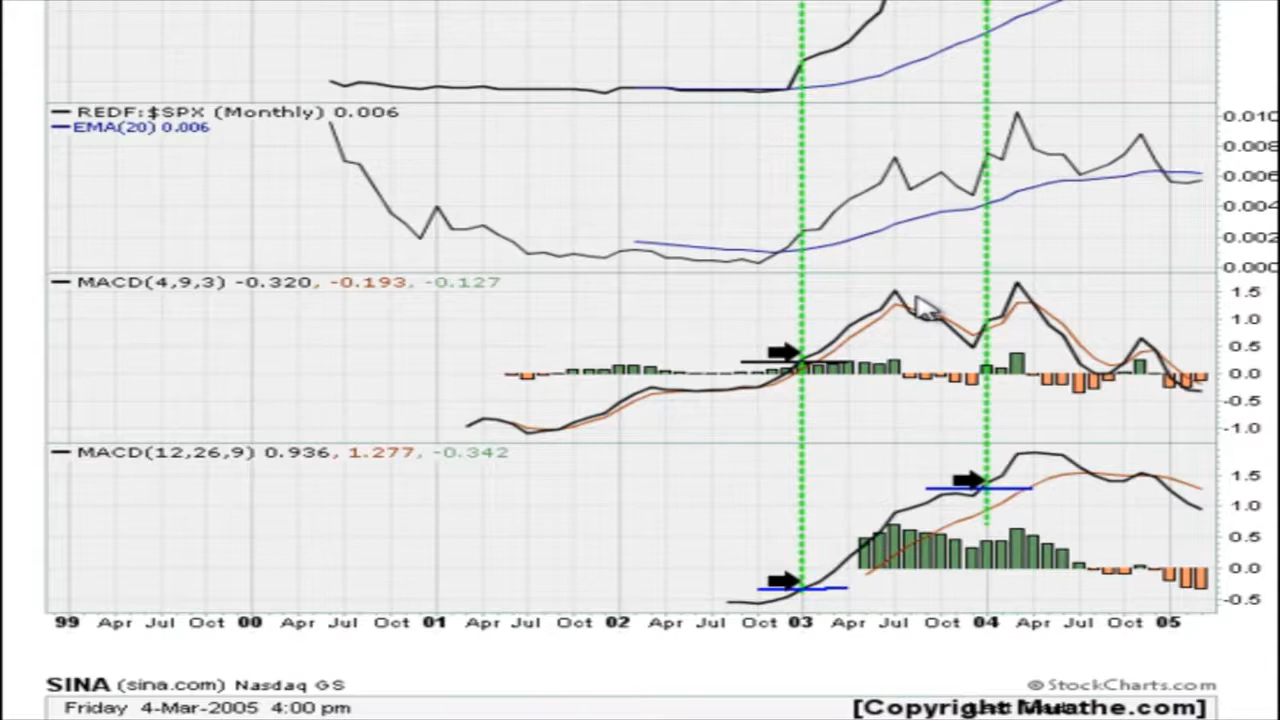 REDF:$SPX (Monthly) 0.006
EMA(20) 0.006
0.010
0.008
0.006
0.004
0.002
0.000
MACD(4,9,3) -0.320, -0.193, -0.127
1.5
1.0
0.5
0.0
-0.5
-1.0
MACD(12,26,9) 0.936, 1.277, -0.342
1.5
1.0
0.5
0.0
-0.5
99 Apr Jul Oct 00 Apr Jul Oct 01 Apr Jul Oct 02 Apr Jul Oct 03 Apr Jul Oct 04 Apr Jul Oct 05
SINA (sina.com) Nasdaq GS
©StockCharts.com
Friday 4-Mar-2005 4:00 pm
[Copyright Muathe.com]